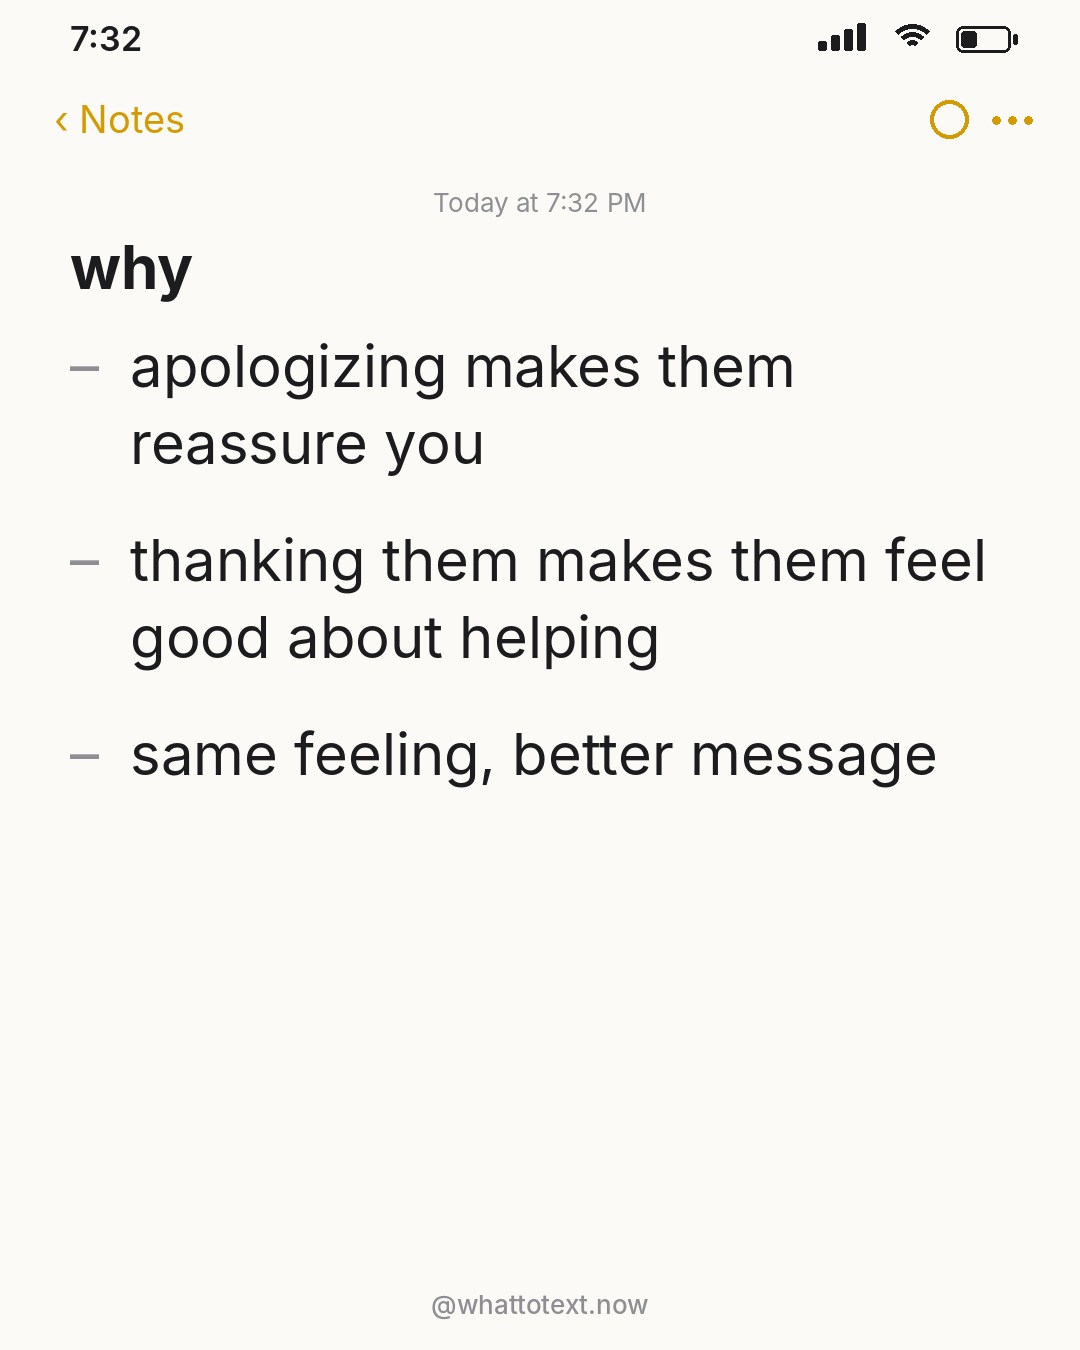 7:32
‹ Notes
Today at 7:32 PM
why
– apologizing makes them
reassure you
– thanking them makes them feel
good about helping
– same feeling, better message
@whattotext.now